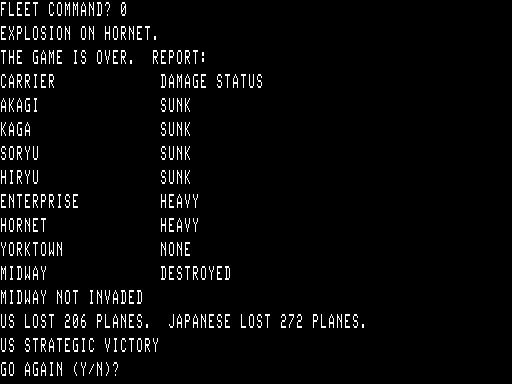 FLEET COMMAND? 0
EXPLOSION ON HORNET.
THE GAME IS OVER.  REPORT:
CARRIER DAMAGE STATUS
AKAGI SUNK
KAGA SUNK
SORYU SUNK
HIRYU SUNK
ENTERPRISE HEAVY
HORNET HEAVY
YORKTOWN NONE
MIDWAY DESTROYED
MIDWAY NOT INVADED
US LOST 206 PLANES.  JAPANESE LOST 272 PLANES.
US STRATEGIC VICTORY
GO AGAIN (Y/N)?